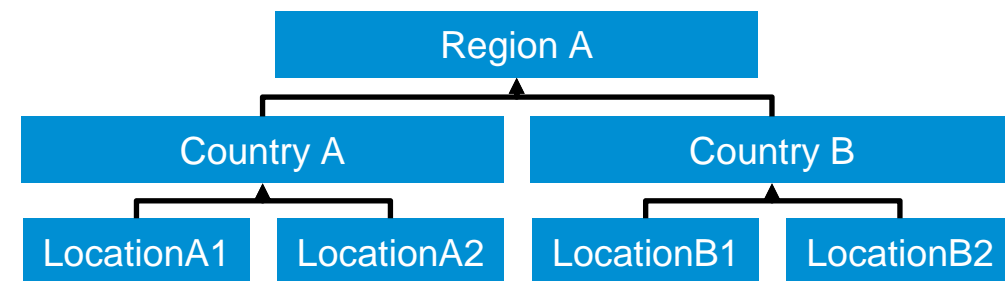 Region A
Country A
Country B
LocationA1
LocationA2
LocationB1
LocationB2